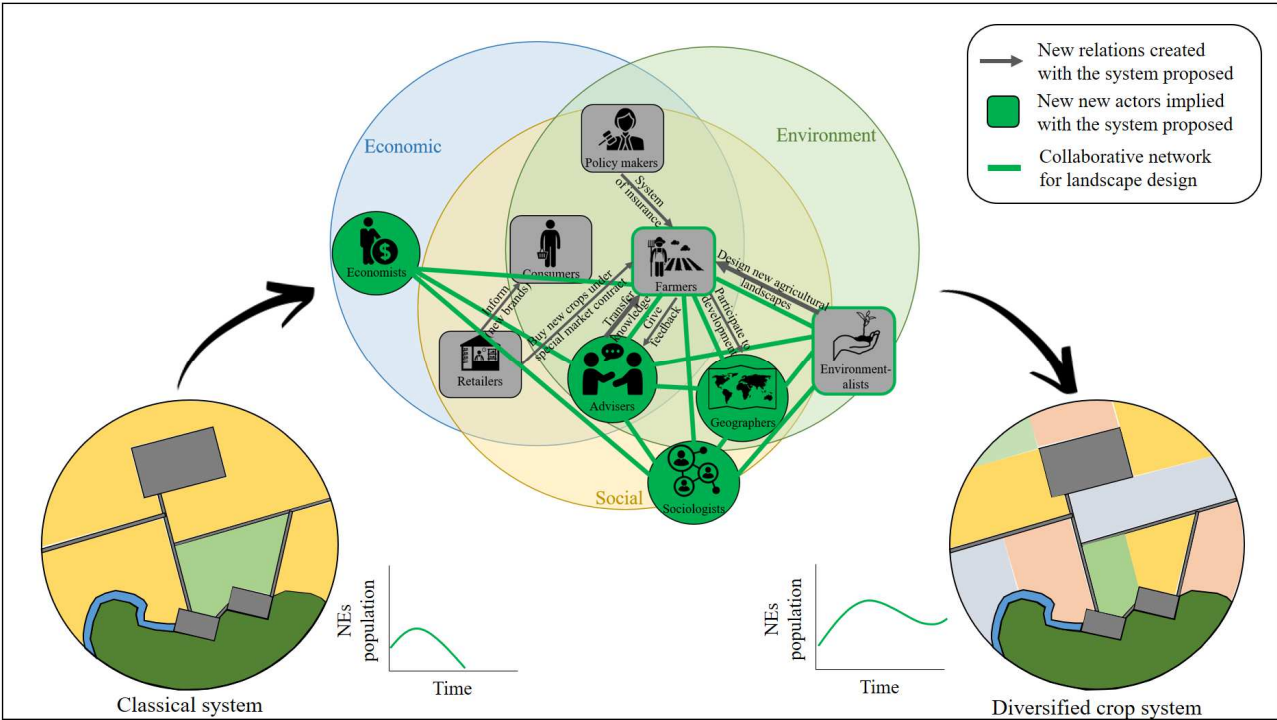 New relations created
with the system proposed
New new actors implied
with the system proposed
Collaborative network
for landscape design
Economic
Environment
Social
Policy makers
System
of insurance
Economists
Consumers
Farmers
Inform
(new brands)
Buy new crops under
special market contract
Transfer
knowledge
Give
feedback
Participate to
development
Design new agricultural
landscapes
Retailers
Advisers
Geographers
Environment-
alists
Sociologists
NEs
population
Time
Classical system
NEs
population
Time
Diversified crop system